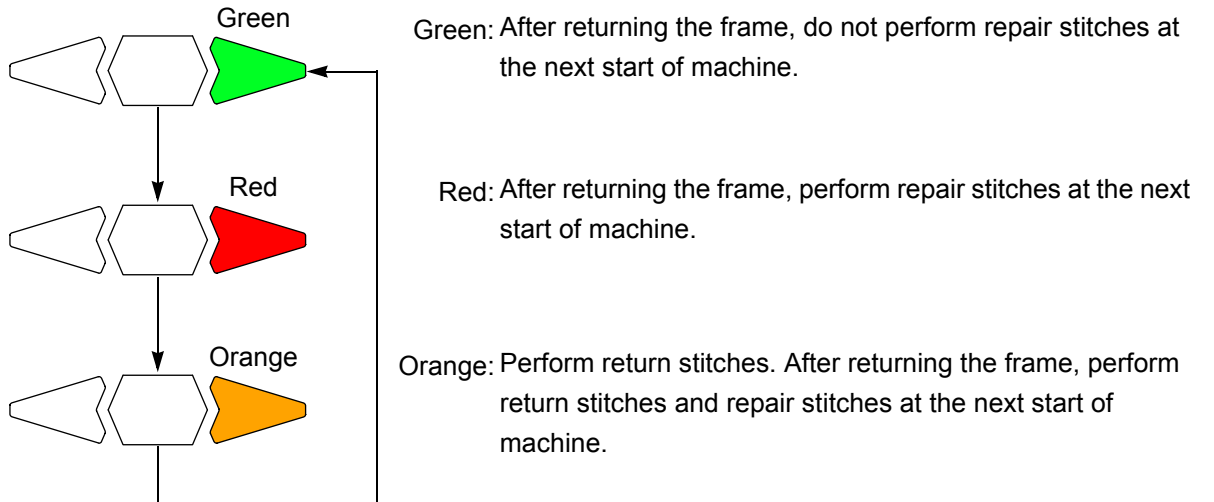 Green
Green: After returning the frame, do not perform repair stitches at
the next start of machine.
Red
Red: After returning the frame, perform repair stitches at the next
start of machine.
Orange
Orange: Perform return stitches. After returning the frame, perform
return stitches and repair stitches at the next start of
machine.